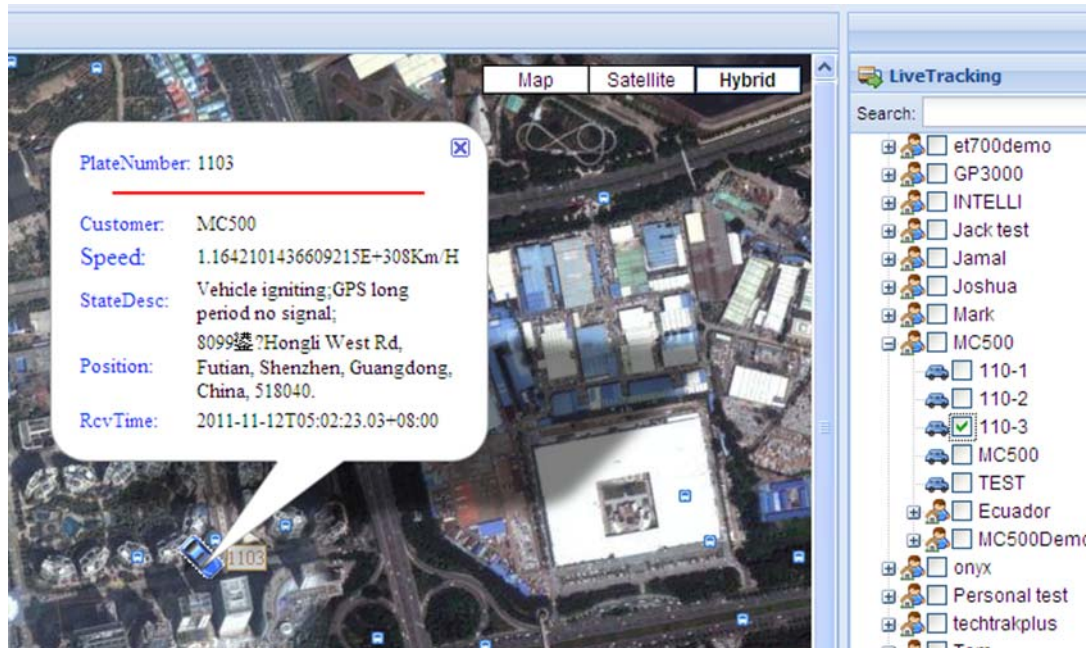 Map Satellite Hybrid
PlateNumber: 1103
Customer: MC500
Speed: 1.1642101436609215E+308Km/H
StateDesc: Vehicle igniting;GPS long
period no signal;
Position: 8099鍙?Hongli West Rd,
Futian, Shenzhen, Guangdong,
China, 518040.
RcvTime: 2011-11-12T05:02:23.03+08:00
1103
LiveTracking
Search:
et700demo
GP3000
INTELLI
Jack test
Jamal
Joshua
Mark
MC500
110-1
110-2
110-3
MC500
TEST
Ecuador
MC500Demo
onyx
Personal test
techtrakplus